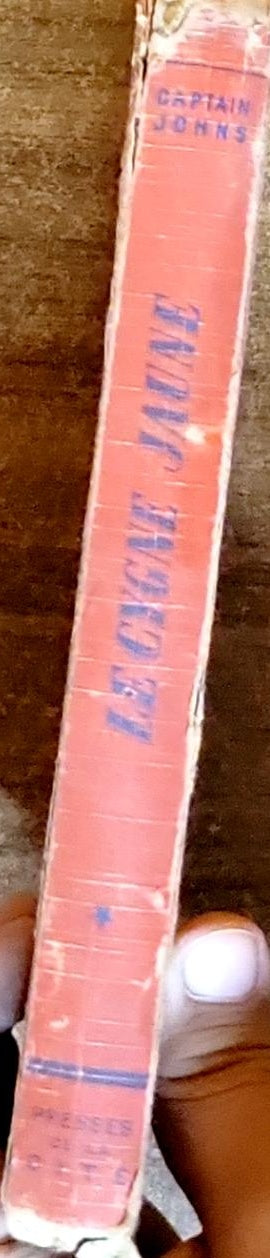 CAPTAIN
JOHNS
LE CYGNE JAUNE
PRESSES
DE LA
CITÉ